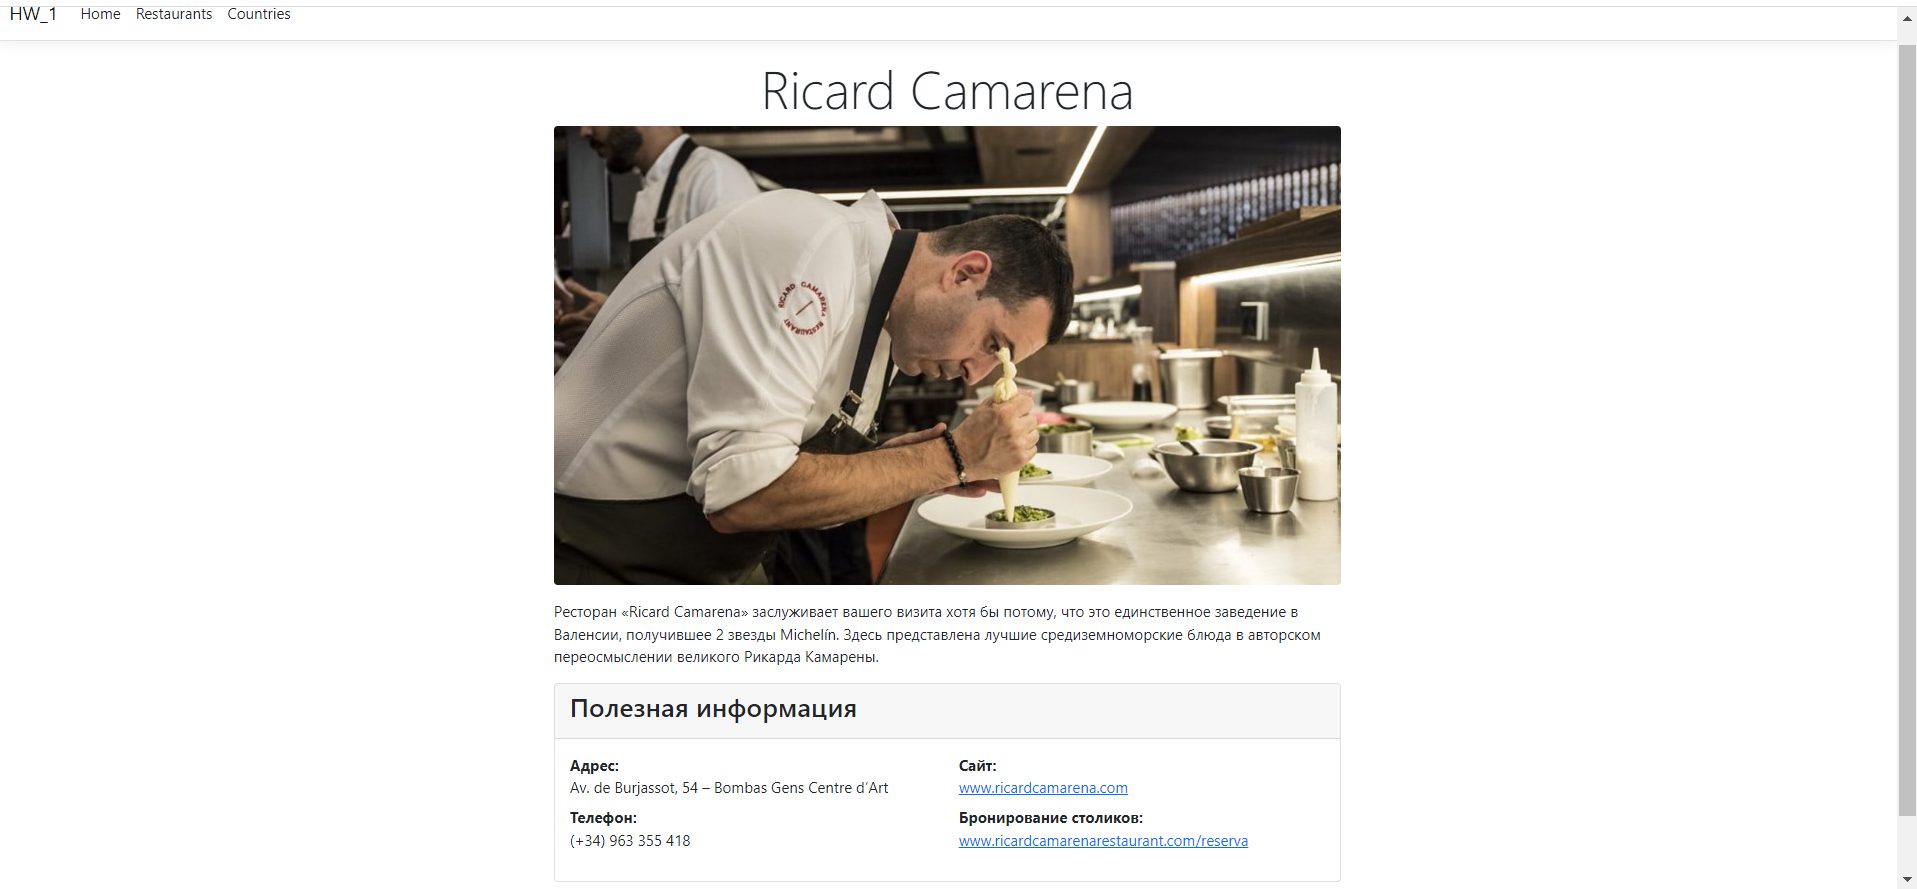 HW_1 Home Restaurants Countries
Ricard Camarena
RICARD CAMARENA RESTAURANT
Ресторан «Ricard Camarena» заслуживает вашего визита хотя бы потому, что это единственное заведение в
Валенсии, получившее 2 звезды Michelín. Здесь представлена лучшие средиземноморские блюда в авторском
переосмыслении великого Рикарда Камарены.
Полезная информация
Адрес:
Av. de Burjassot, 54 – Bombas Gens Centre d’Art
Телефон:
(+34) 963 355 418
Сайт:
www.ricardcamarena.com
Бронирование столиков:
www.ricardcamarenarestaurant.com/reserva